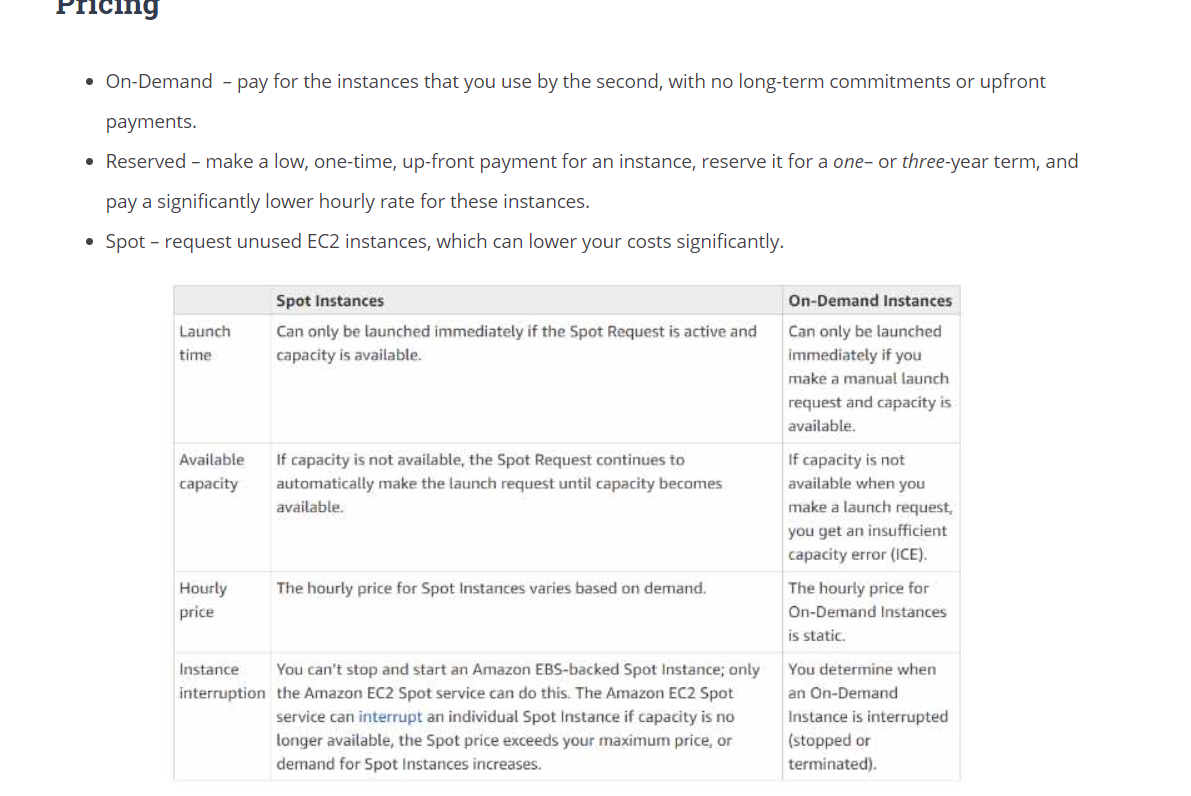 Pricing
• On-Demand – pay for the instances that you use by the second, with no long-term commitments or upfront
payments.
• Reserved – make a low, one-time, up-front payment for an instance, reserve it for a one– or three-year term, and
pay a significantly lower hourly rate for these instances.
• Spot – request unused EC2 instances, which can lower your costs significantly.
Spot Instances
On-Demand Instances
Launch
time
Can only be launched immediately if the Spot Request is active and
capacity is available.
Can only be launched
immediately if you
make a manual launch
request and capacity is
available.
Available
capacity
If capacity is not available, the Spot Request continues to
automatically make the launch request until capacity becomes
available.
If capacity is not
available when you
make a launch request,
you get an insufficient
capacity error (ICE).
Hourly
price
The hourly price for Spot Instances varies based on demand.
The hourly price for
On-Demand Instances
is static.
Instance
interruption
You can't stop and start an Amazon EBS-backed Spot Instance; only
the Amazon EC2 Spot service can do this. The Amazon EC2 Spot
service can interrupt an individual Spot Instance if capacity is no
longer available, the Spot price exceeds your maximum price, or
demand for Spot Instances increases.
You determine when
an On-Demand
Instance is interrupted
(stopped or
terminated).